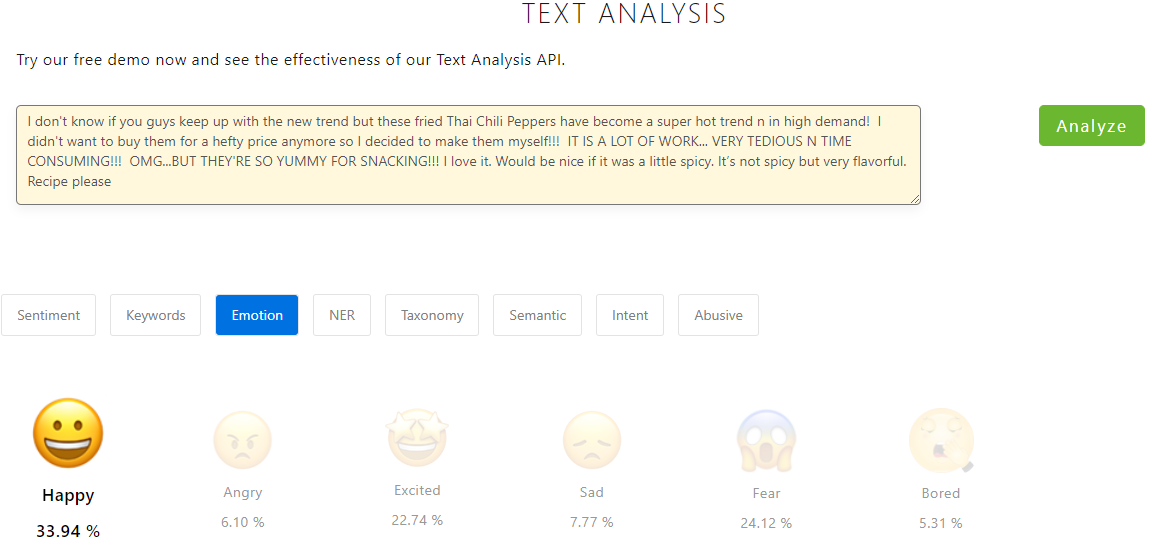 TEXT ANALYSIS
Try our free demo now and see the effectiveness of our Text Analysis API.
I don't know if you guys keep up with the new trend but these fried Thai Chili Peppers have become a super hot trend n in high demand!  I
didn't want to buy them for a hefty price anymore so I decided to make them myself!!!  IT IS A LOT OF WORK... VERY TEDIOUS N TIME
CONSUMING!!!  OMG...BUT THEY'RE SO YUMMY FOR SNACKING!!! I love it. Would be nice if it was a little spicy. It’s not spicy but very flavorful.
Recipe please
Analyze
Sentiment Keywords Emotion NER Taxonomy Semantic Intent Abusive
Happy Angry Excited Sad Fear Bored
33.94 % 6.10 % 22.74 % 7.77 % 24.12 % 5.31 %